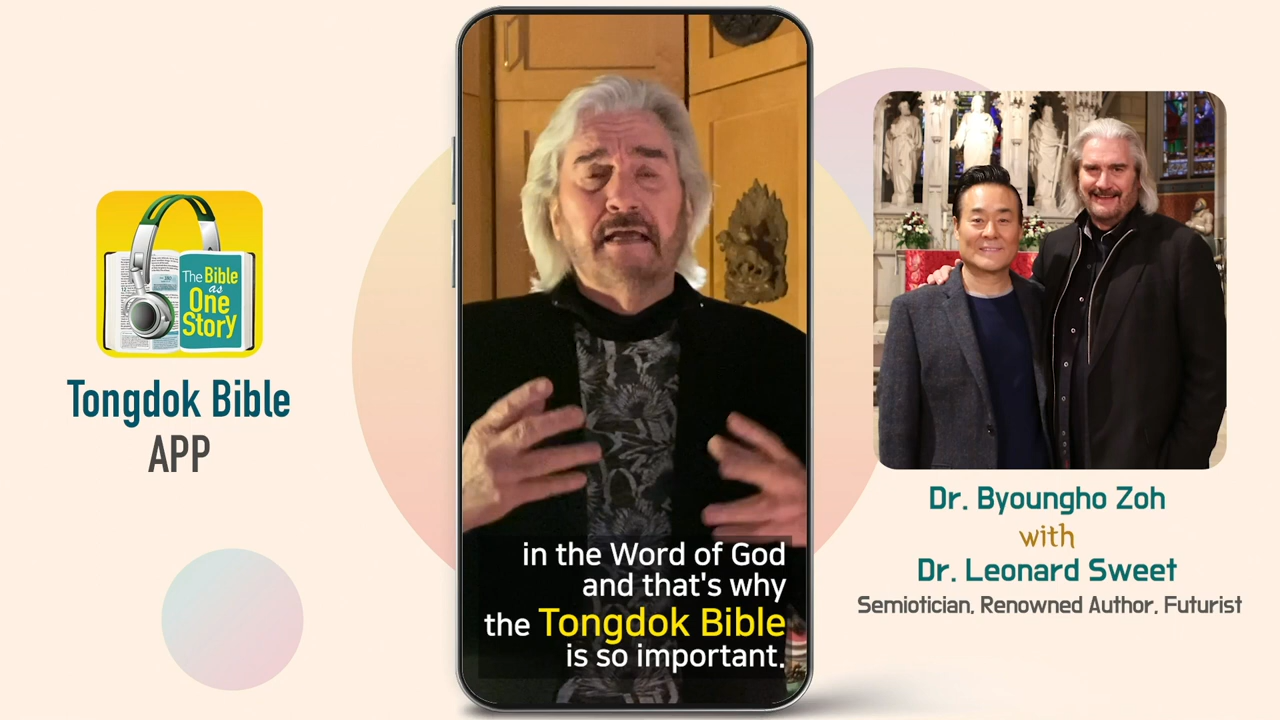 The Bible
as
One
Story
Tongdok Bible
APP
in the Word of God
and that's why
the Tongdok Bible
is so important.
Dr. Byoungho Zoh
with
Dr. Leonard Sweet
Semiotician, Renowned Author, Futurist